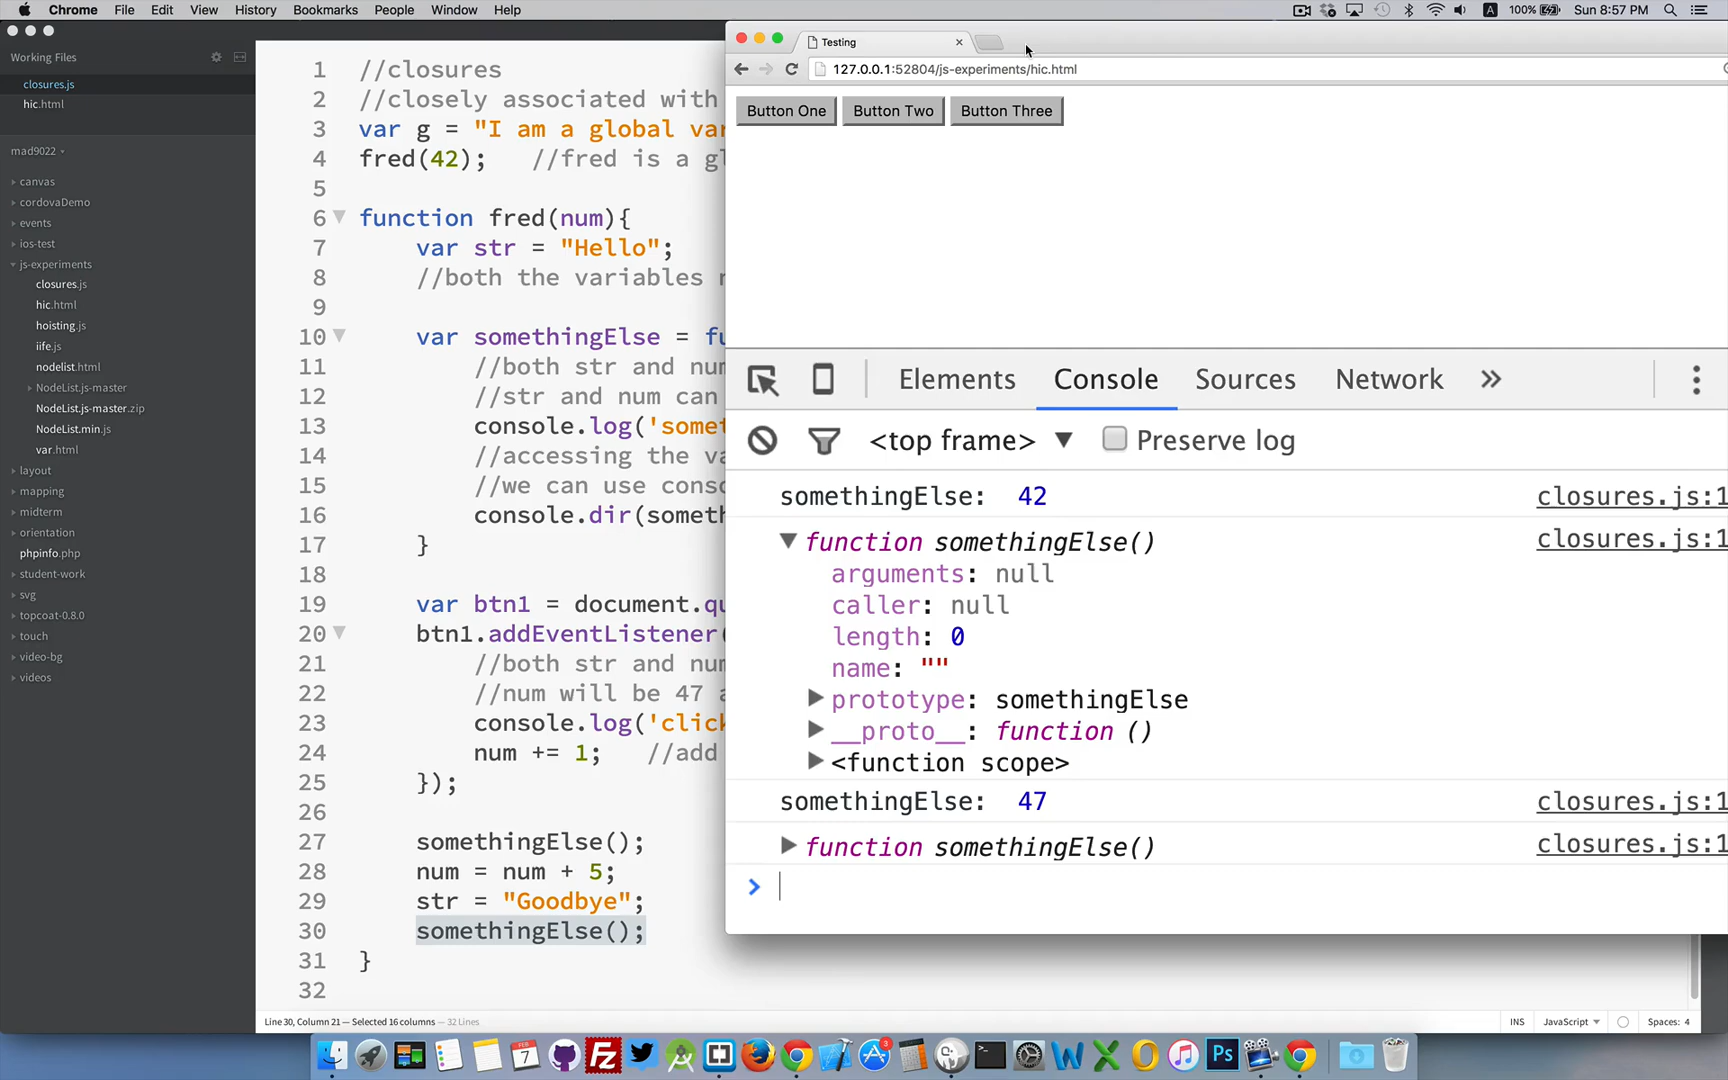 Chrome File Edit View History Bookmarks People Window Help
100% Sun 8:57 PM
Working Files
closures.js
hic.html
mad9022
canvas
cordovaDemo
events
ios-test
js-experiments
closures.js
hic.html
hoisting.js
iife.js
nodelist.html
NodeList.js-master
NodeList.js-master.zip
NodeList.min.js
var.html
layout
mapping
midterm
orientation
phpinfo.php
student-work
svg
topcoat-0.8.0
touch
video-bg
videos
1 //closures
2 //closely associated with
3 var g = "I am a global var
4 fred(42); //fred is a gl
5
6 function fred(num){
7 var str = "Hello";
8 //both the variables
9
10 var somethingElse = fu
11 //both str and num
12 //str and num can
13 console.log('somet
14 //accessing the va
15 //we can use conso
16 console.dir(someth
17 }
18
19 var btn1 = document.qu
20 btn1.addEventListener(
21 //both str and num
22 //num will be 47 a
23 console.log('click
24 num += 1; //add
25 });
26
27 somethingElse();
28 num = num + 5;
29 str = "Goodbye";
30 somethingElse();
31 }
32
Line 30, Column 21 — Selected 16 columns — 32 Lines
INS JavaScript Spaces: 4
Testing
127.0.0.1:52804/js-experiments/hic.html
Button One Button Two Button Three
Elements Console Sources Network »
<top frame> ▼ Preserve log
somethingElse: 42 closures.js:1
function somethingElse() closures.js:1
arguments: null
caller: null
length: 0
name: ""
prototype: somethingElse
__proto__: function ()
<function scope>
somethingElse: 47 closures.js:1
function somethingElse() closures.js:1
>
FEB
7
Fz
3
Ps